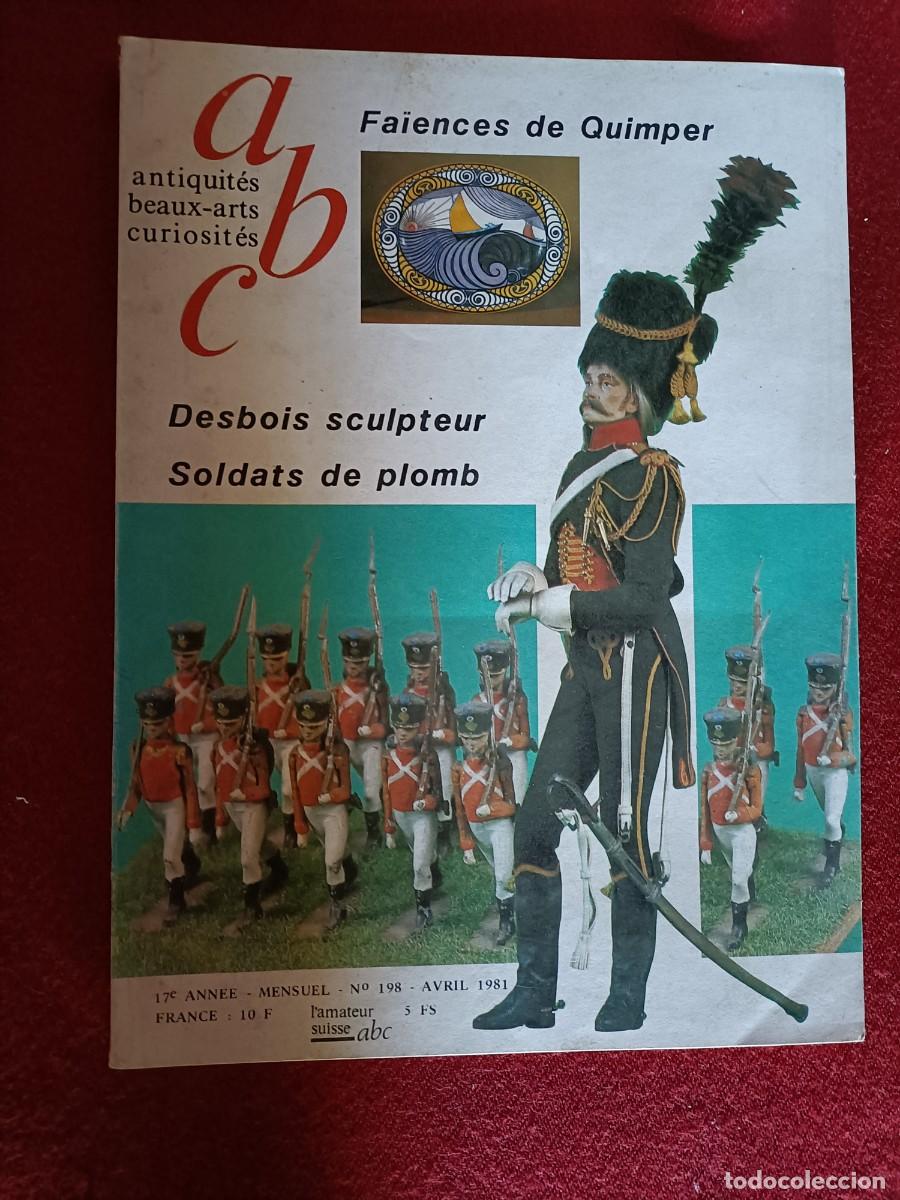 abc
antiquités
beaux-arts
curiosités
Faïences de Quimper
Desbois sculpteur
Soldats de plomb
17e ANNEE - MENSUEL - No 198 - AVRIL 1981
FRANCE : 10 F l'amateur suisse abc 5 FS
todocoleccion